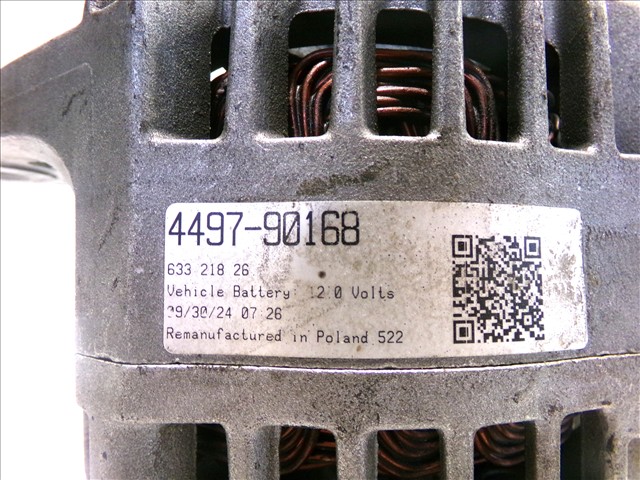 4497-90168
633 218 26
Vehicle Battery: 12.0 Volts
09/30/24 07:26
Remanufactured in Poland 522